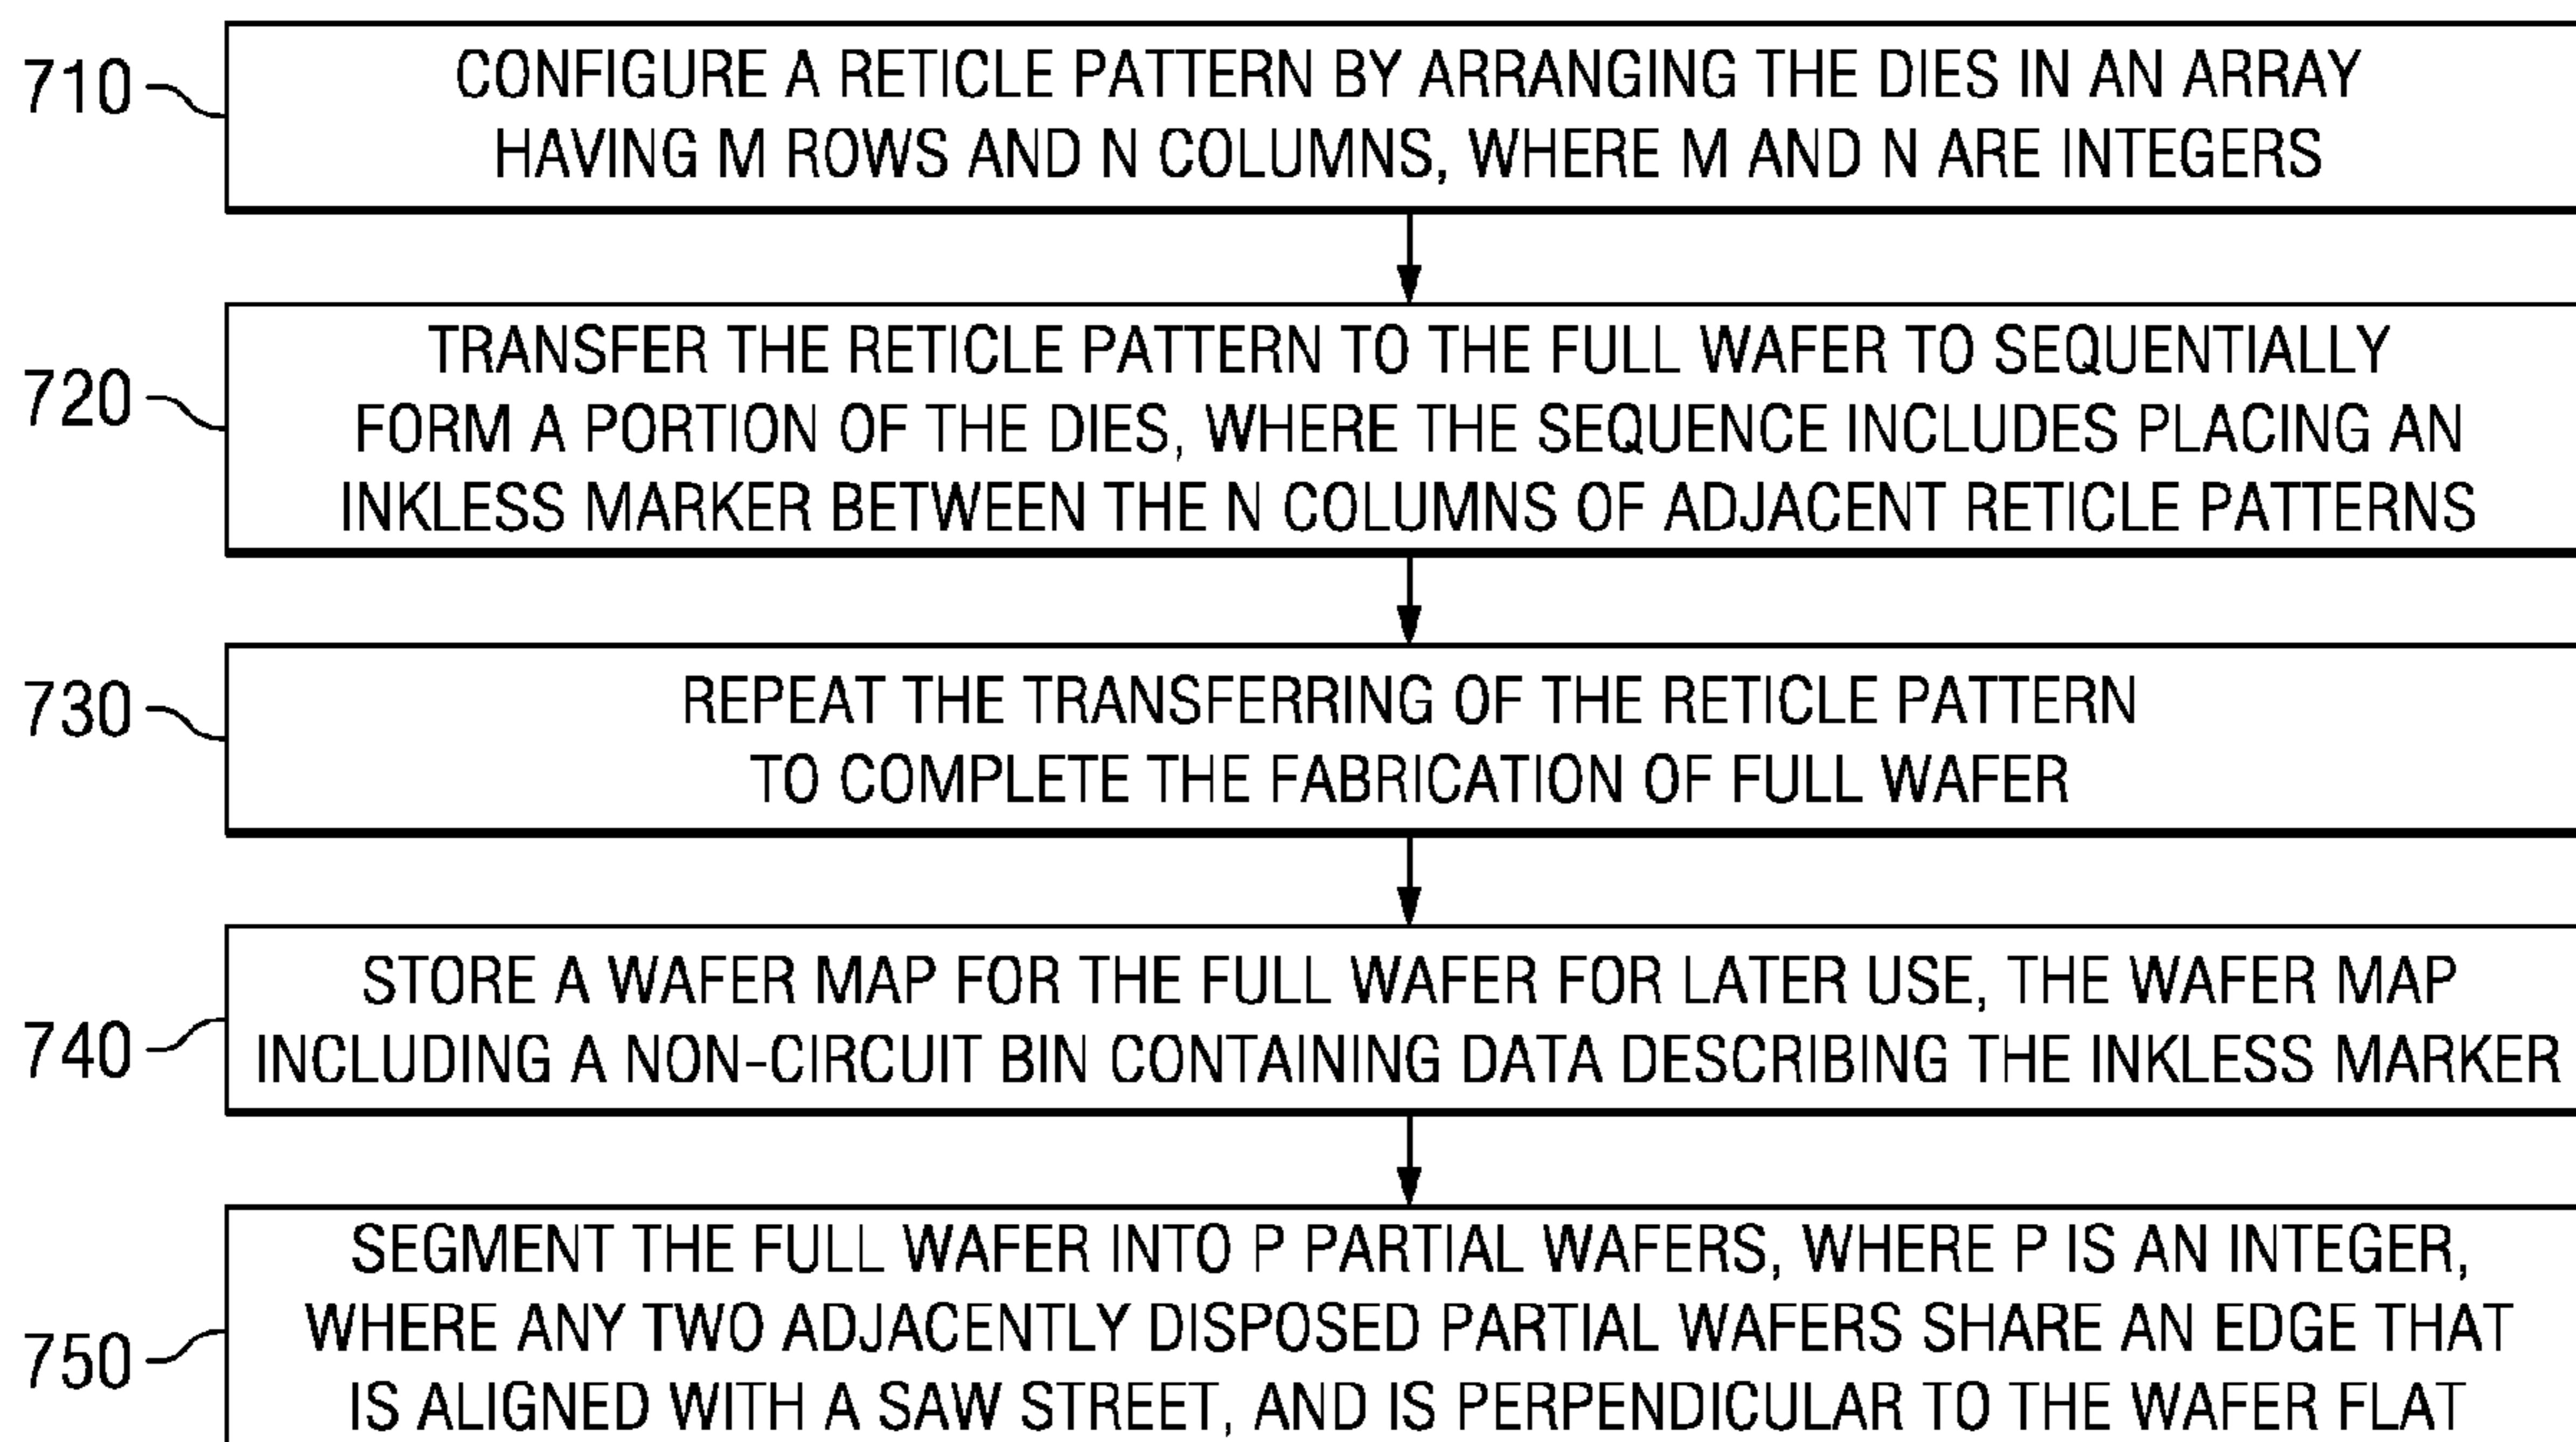 710
CONFIGURE A RETICLE PATTERN BY ARRANGING THE DIES IN AN ARRAY
HAVING M ROWS AND N COLUMNS, WHERE M AND N ARE INTEGERS
720
TRANSFER THE RETICLE PATTERN TO THE FULL WAFER TO SEQUENTIALLY
FORM A PORTION OF THE DIES, WHERE THE SEQUENCE INCLUDES PLACING AN
INKLESS MARKER BETWEEN THE N COLUMNS OF ADJACENT RETICLE PATTERNS
730
REPEAT THE TRANSFERRING OF THE RETICLE PATTERN
TO COMPLETE THE FABRICATION OF FULL WAFER
740
STORE A WAFER MAP FOR THE FULL WAFER FOR LATER USE, THE WAFER MAP
INCLUDING A NON-CIRCUIT BIN CONTAINING DATA DESCRIBING THE INKLESS MARKER
750
SEGMENT THE FULL WAFER INTO P PARTIAL WAFERS, WHERE P IS AN INTEGER,
WHERE ANY TWO ADJACENTLY DISPOSED PARTIAL WAFERS SHARE AN EDGE THAT
IS ALIGNED WITH A SAW STREET, AND IS PERPENDICULAR TO THE WAFER FLAT